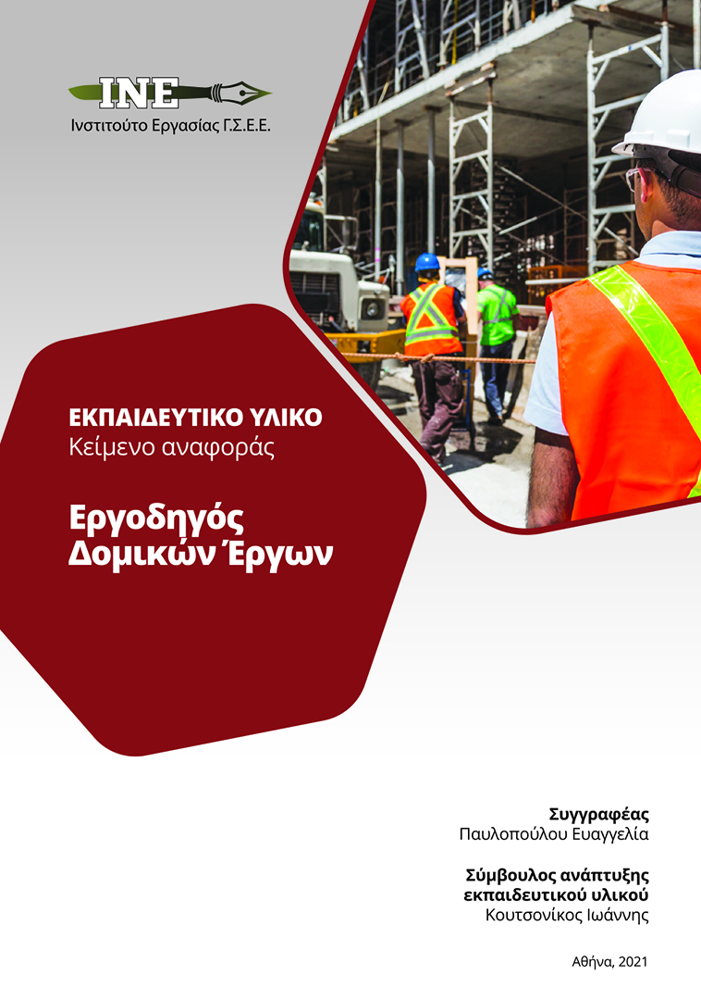 ΙΝΕ
Ινστιτούτο Εργασίας Γ.Σ.Ε.Ε.
ΕΚΠΑΙΔΕΥΤΙΚΟ ΥΛΙΚΟ
Κείμενο αναφοράς
Εργοδηγός
Δομικών Έργων
Συγγραφέας
Παυλοπούλου Ευαγγελία
Σύμβουλος ανάπτυξης
εκπαιδευτικού υλικού
Κουτσονίκος Ιωάννης
Αθήνα, 2021